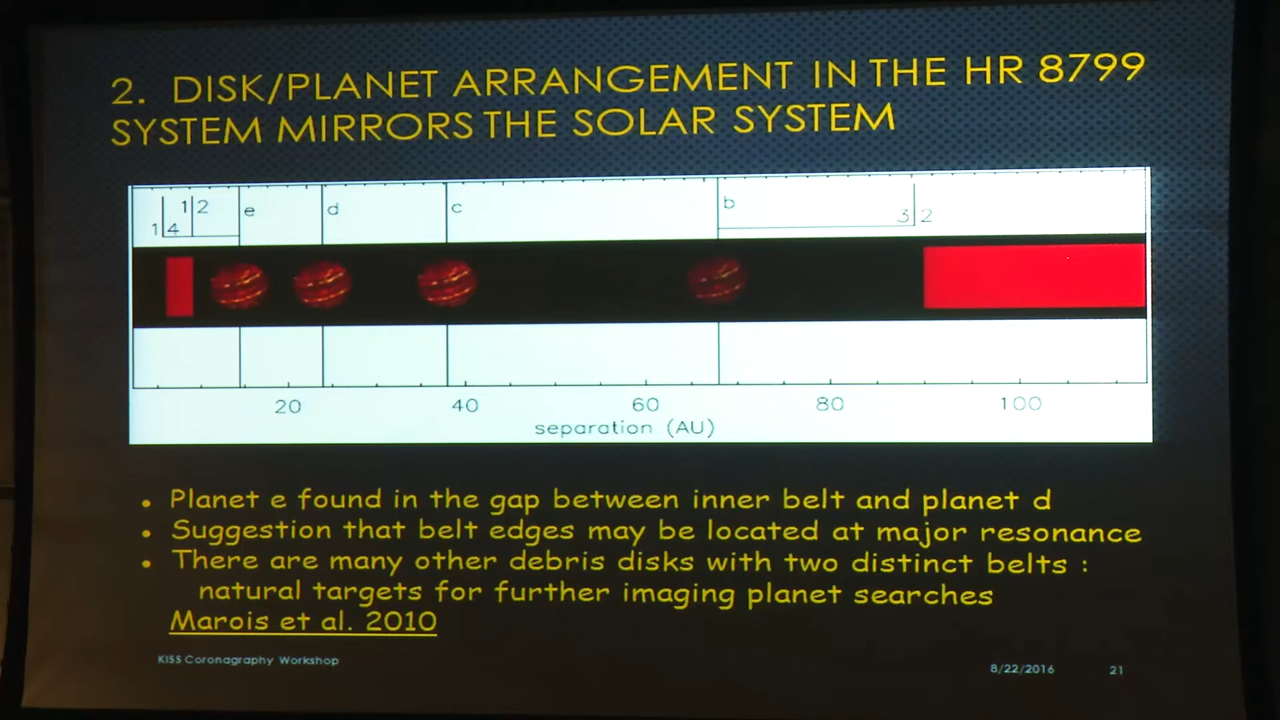 2. DISK/PLANET ARRANGEMENT IN THE HR 8799
SYSTEM MIRRORS THE SOLAR SYSTEM
1|4 1|2 e d c b 3|2
20 40 60 80 100
separation (AU)
• Planet e found in the gap between inner belt and planet d
• Suggestion that belt edges may be located at major resonance
• There are many other debris disks with two distinct belts :
natural targets for further imaging planet searches
Marois et al. 2010
KISS Coronagraphy Workshop 8/22/2016 21